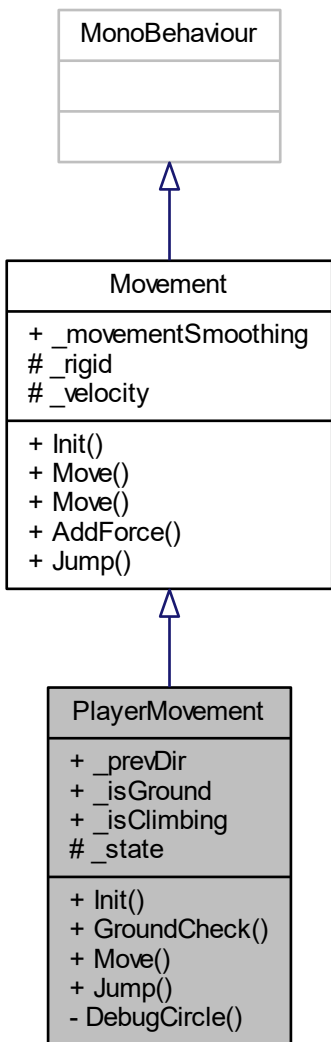 MonoBehaviour
Movement
+ _movementSmoothing
# _rigid
# _velocity
+ Init()
+ Move()
+ Move()
+ AddForce()
+ Jump()
PlayerMovement
+ _prevDir
+ _isGround
+ _isClimbing
# _state
+ Init()
+ GroundCheck()
+ Move()
+ Jump()
- DebugCircle()